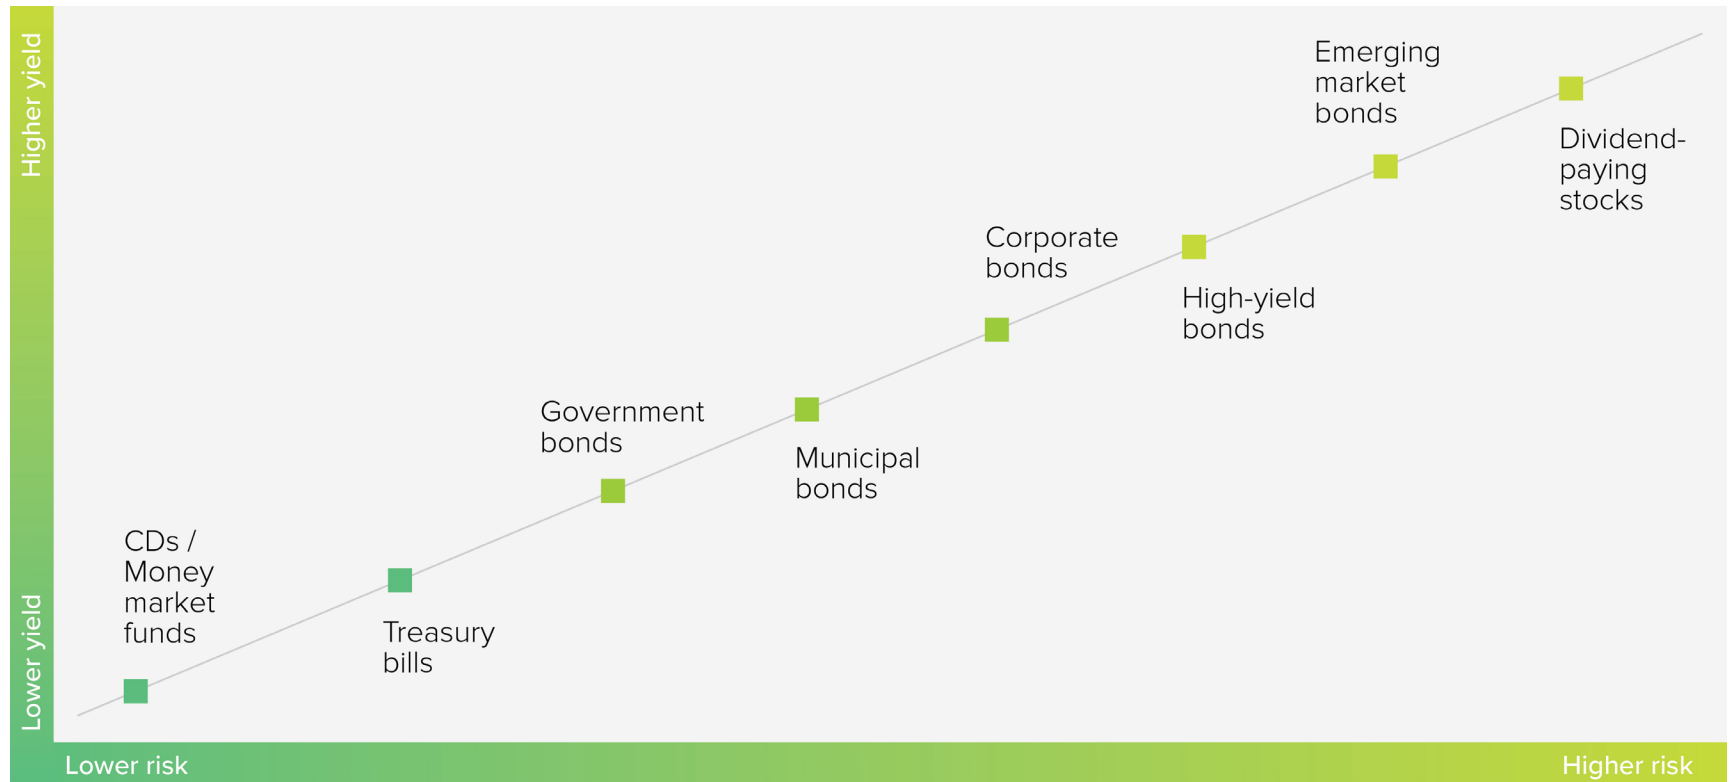 Higher yield
Lower yield
CDs /
Money
market
funds
Treasury
bills
Government
bonds
Municipal
bonds
Corporate
bonds
High-yield
bonds
Emerging
market
bonds
Dividend-
paying
stocks
Lower risk
Higher risk